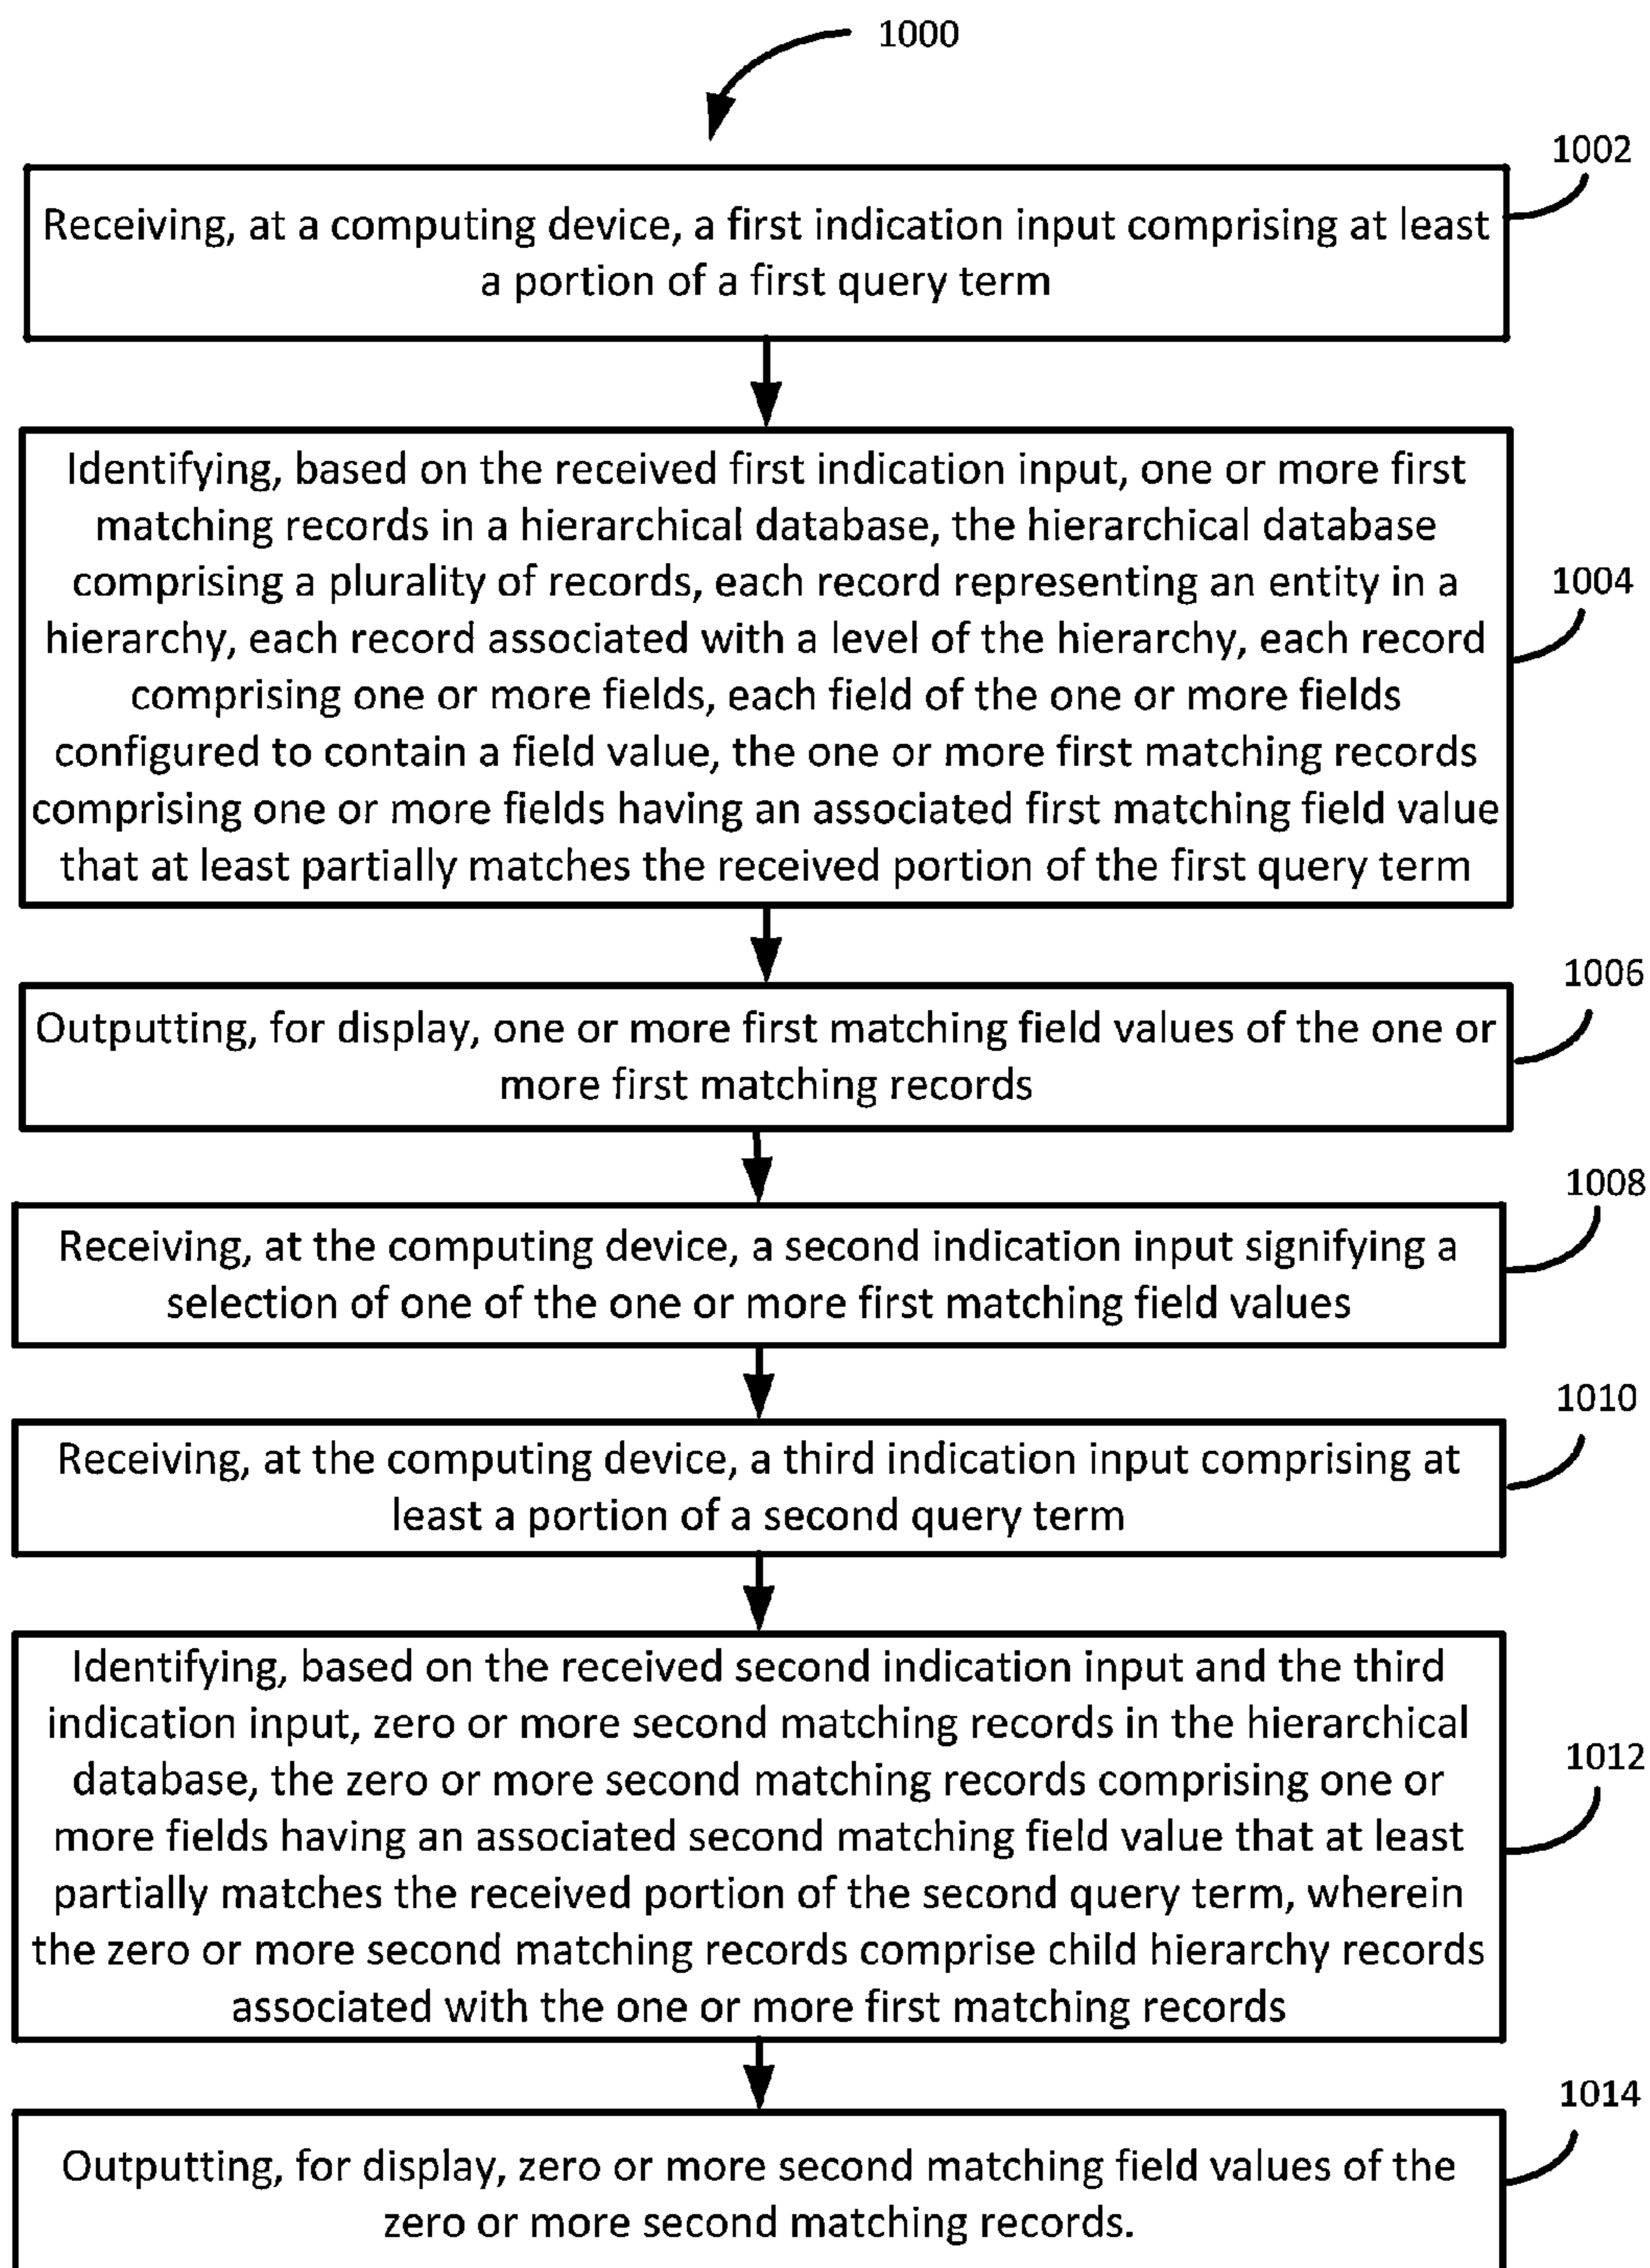 1000
1002
Receiving, at a computing device, a first indication input comprising at least
a portion of a first query term
1004
Identifying, based on the received first indication input, one or more first
matching records in a hierarchical database, the hierarchical database
comprising a plurality of records, each record representing an entity in a
hierarchy, each record associated with a level of the hierarchy, each record
comprising one or more fields, each field of the one or more fields
configured to contain a field value, the one or more first matching records
comprising one or more fields having an associated first matching field value
that at least partially matches the received portion of the first query term
1006
Outputting, for display, one or more first matching field values of the one or
more first matching records
1008
Receiving, at the computing device, a second indication input signifying a
selection of one of the one or more first matching field values
1010
Receiving, at the computing device, a third indication input comprising at
least a portion of a second query term
1012
Identifying, based on the received second indication input and the third
indication input, zero or more second matching records in the hierarchical
database, the zero or more second matching records comprising one or
more fields having an associated second matching field value that at least
partially matches the received portion of the second query term, wherein
the zero or more second matching records comprise child hierarchy records
associated with the one or more first matching records
1014
Outputting, for display, zero or more second matching field values of the
zero or more second matching records.